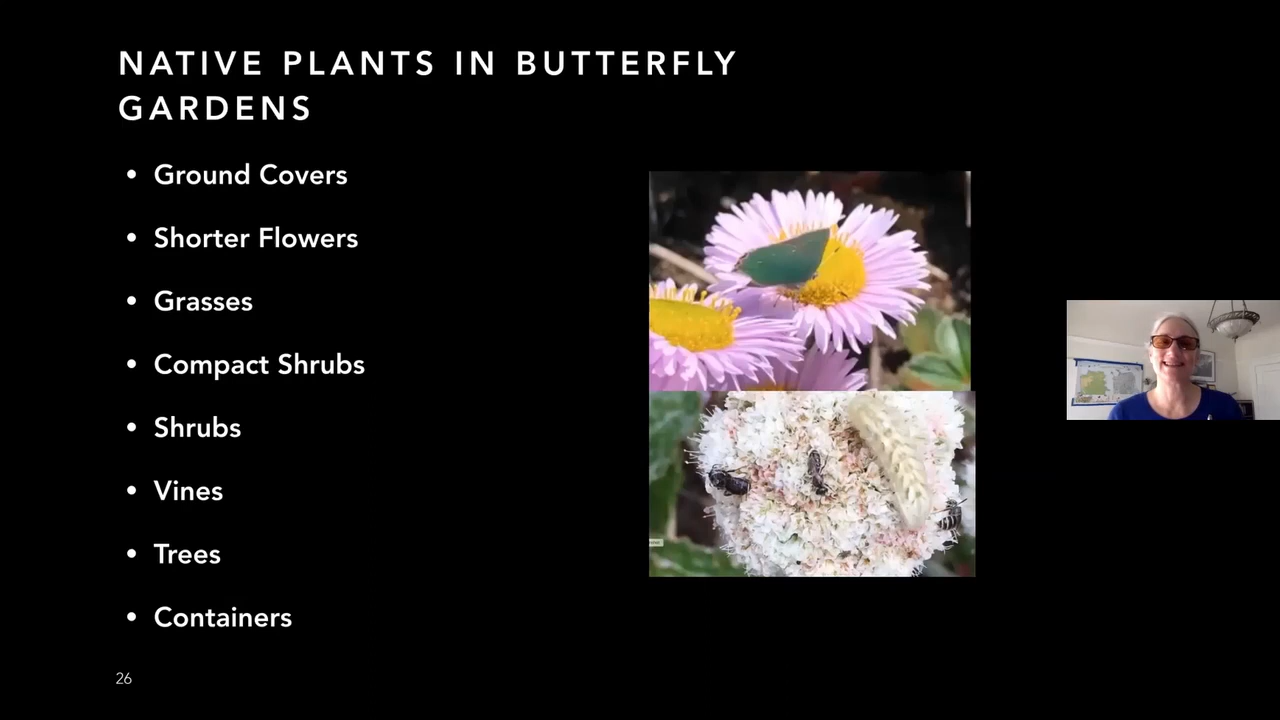 NATIVE PLANTS IN BUTTERFLY
GARDENS
• Ground Covers
• Shorter Flowers
• Grasses
• Compact Shrubs
• Shrubs
• Vines
• Trees
• Containers
26